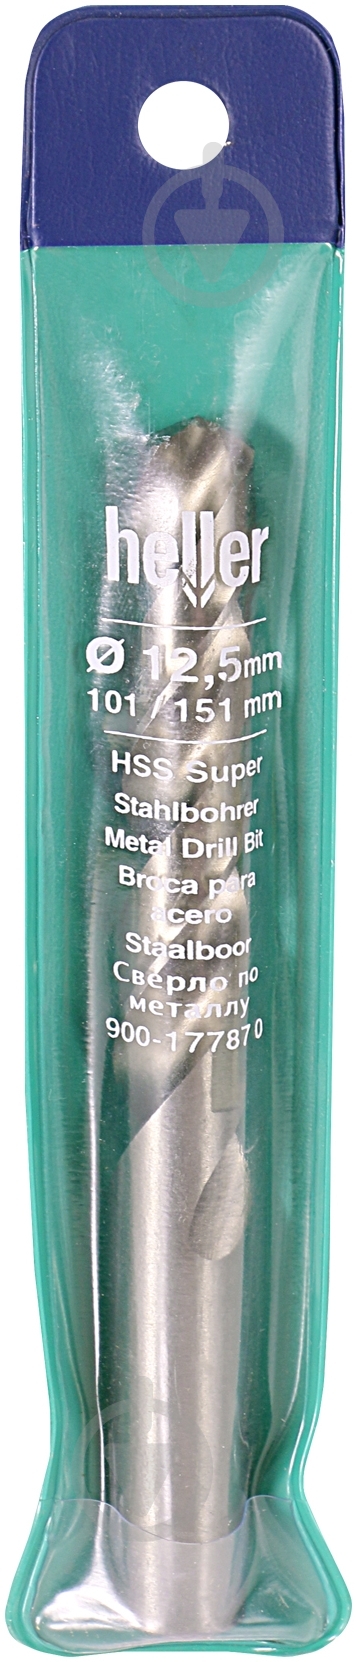 heller
Ø 12,5mm
101 / 151 mm
HSS Super
Stahlbohrer
Metal Drill Bit
Broca para
acero
Staalboor
Сверло по
металлу
900-177870